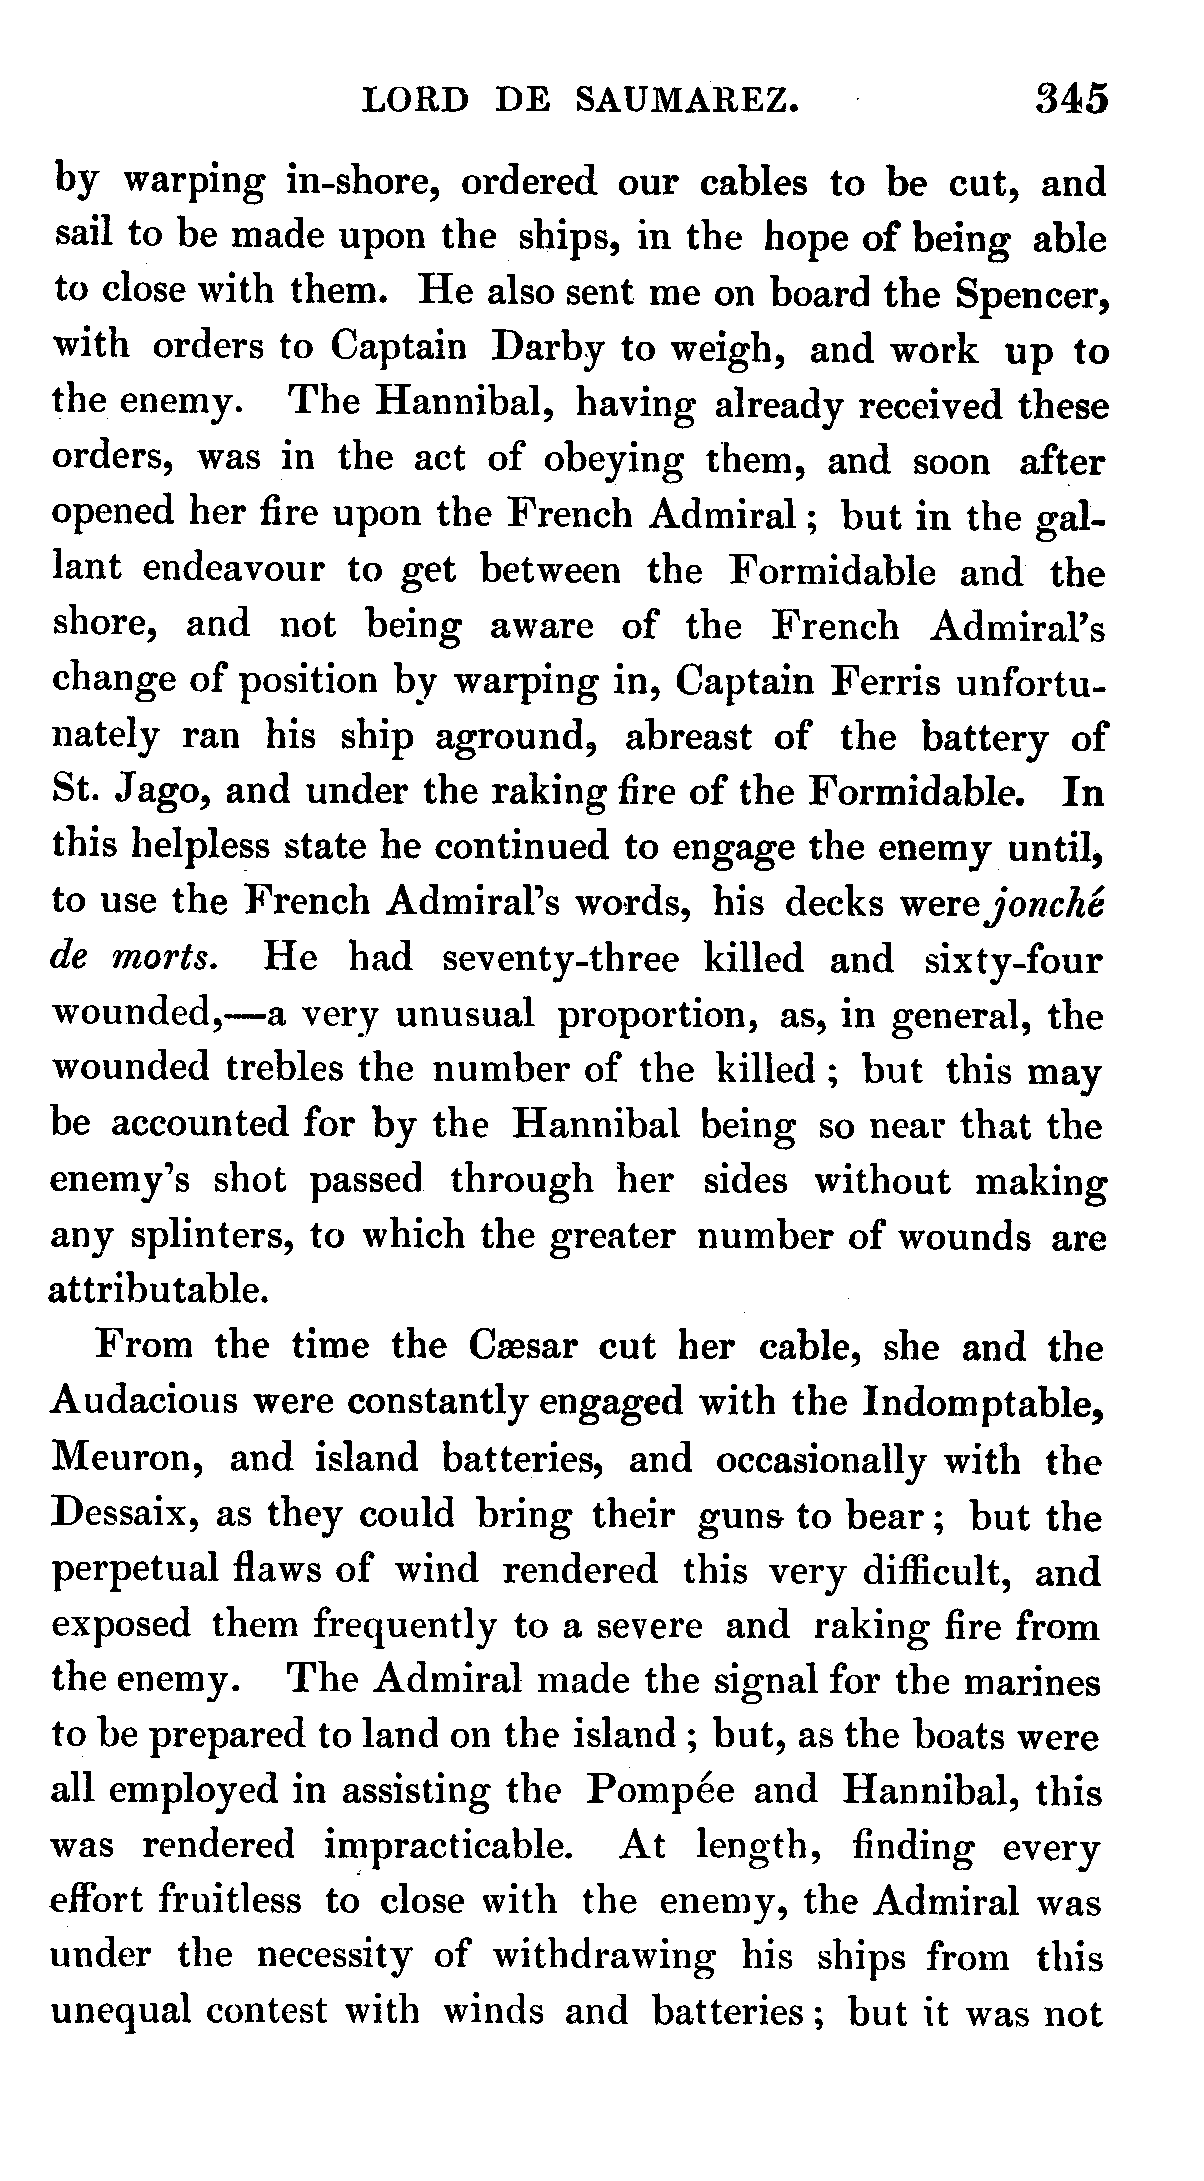 LORD DE SAUMAREZ. 345
by warping in-shore, ordered our cables to be cut, and
sail to be made upon the ships, in the hope of being able
to close with them. He also sent me on board the Spencer,
with orders to Captain Darby to weigh, and work up to
the enemy. The Hannibal, having already received these
orders, was in the act of obeying them, and soon after
opened her fire upon the French Admiral; but in the gal-
lant endeavour to get between the Formidable and the
shore, and not being aware of the French Admiral's
change of position by warping in, Captain Ferris unfortu-
nately ran his ship aground, abreast of the battery of
St. Jago, and under the raking fire of the Formidable. In
this helpless state he continued to engage the enemy until,
to use the French Admiral's words, his decks were jonché
de morts. He had seventy-three killed and sixty-four
wounded,—a very unusual proportion, as, in general, the
wounded trebles the number of the killed; but this may
be accounted for by the Hannibal being so near that the
enemy's shot passed through her sides without making
any splinters, to which the greater number of wounds are
attributable.
From the time the Cæsar cut her cable, she and the
Audacious were constantly engaged with the Indomptable,
Meuron, and island batteries, and occasionally with the
Dessaix, as they could bring their guns to bear; but the
perpetual flaws of wind rendered this very difficult, and
exposed them frequently to a severe and raking fire from
the enemy. The Admiral made the signal for the marines
to be prepared to land on the island; but, as the boats were
all employed in assisting the Pompée and Hannibal, this
was rendered impracticable. At length, finding every
effort fruitless to close with the enemy, the Admiral was
under the necessity of withdrawing his ships from this
unequal contest with winds and batteries; but it was not